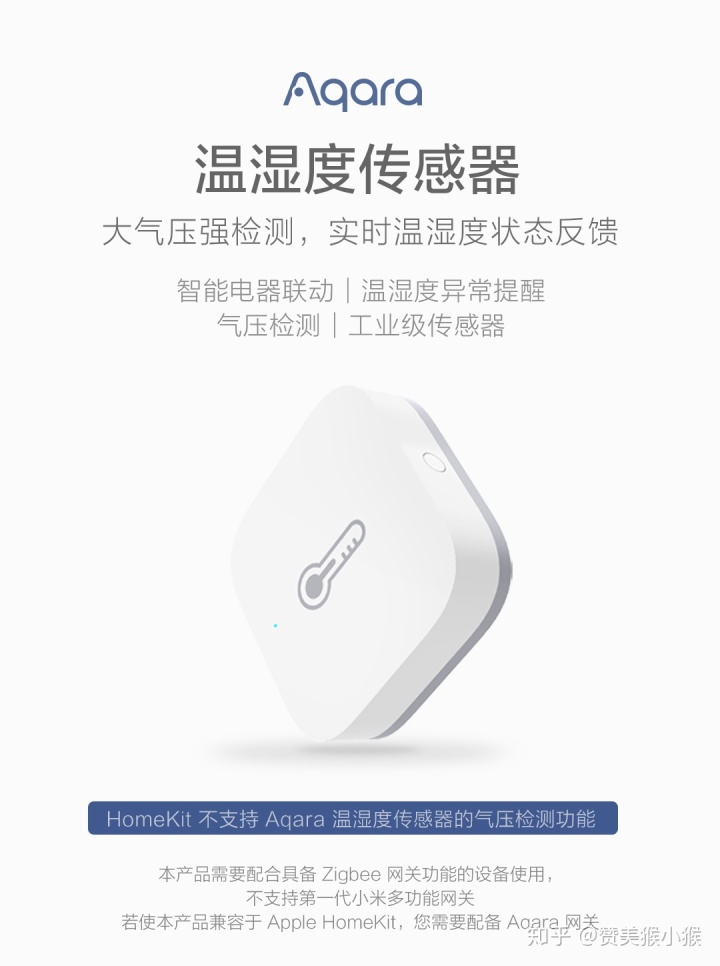 Aqara
温湿度传感器
大气压强检测，实时温湿度状态反馈
智能电器联动｜温湿度异常提醒
气压检测｜工业级传感器
HomeKit 不支持 Aqara 温湿度传感器的气压检测功能
本产品需要配合具备 Zigbee 网关功能的设备使用，
不支持第一代小米多功能网关
若使本产品兼容于 Apple HomeKit，您需要配备 Aqara 网关
知乎 @赞美猴小猴